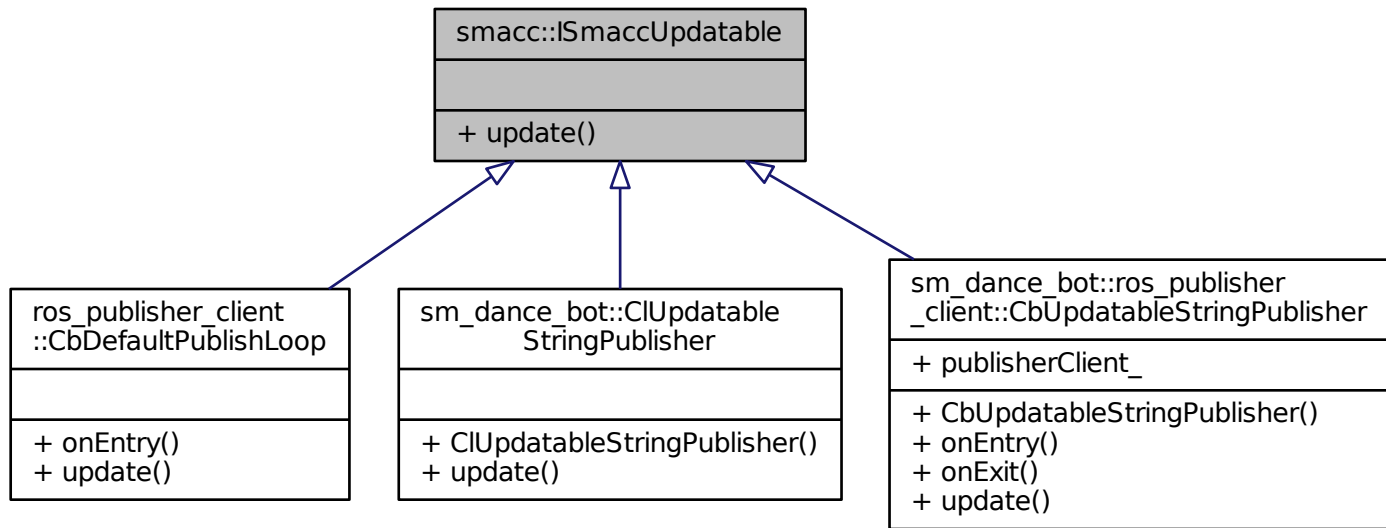 smacc::ISmaccUpdatable
+ update()
ros_publisher_client
::CbDefaultPublishLoop
+ onEntry()
+ update()
sm_dance_bot::ClUpdatable
StringPublisher
+ ClUpdatableStringPublisher()
+ update()
sm_dance_bot::ros_publisher
_client::CbUpdatableStringPublisher
+ publisherClient_
+ CbUpdatableStringPublisher()
+ onEntry()
+ onExit()
+ update()